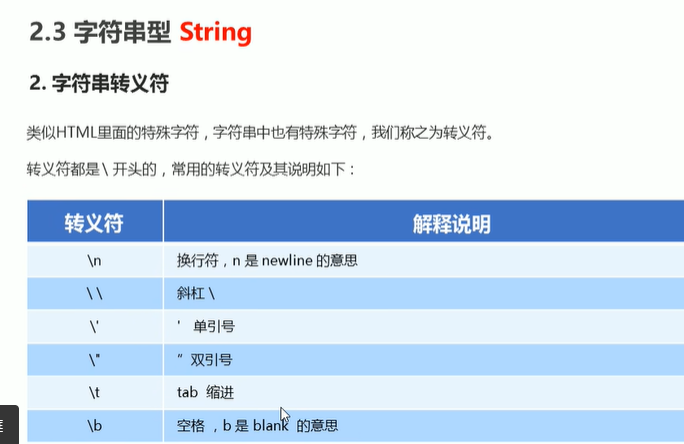 2.3 字符串型 String
2. 字符串转义符
类似HTML里面的特殊字符，字符串中也有特殊字符，我们称之为转义符。
转义符都是 \ 开头的，常用的转义符及其说明如下：
转义符 解释说明
\n 换行符，n 是 newline 的意思
\ \ 斜杠 \
\' ' 单引号
\" " 双引号
\t tab 缩进
\b 空格 ，b 是 blank 的意思